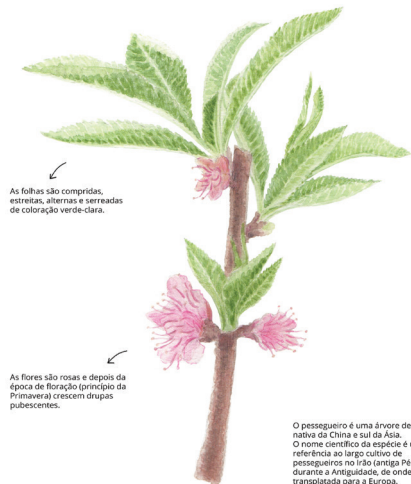 As folhas são compridas,
estreitas, alternas e serreadas
de coloração verde-clara.
As flores são rosas e depois da
época de floração (princípio da
Primavera) crescem drupas
pubescentes.
O pessegueiro é uma árvore de
nativa da China e sul da Ásia.
O nome científico da espécie é
referência ao largo cultivo de
pessegueiros no Irão (antiga
durante a Antiguidade, de onde
transplatada para a Europa.